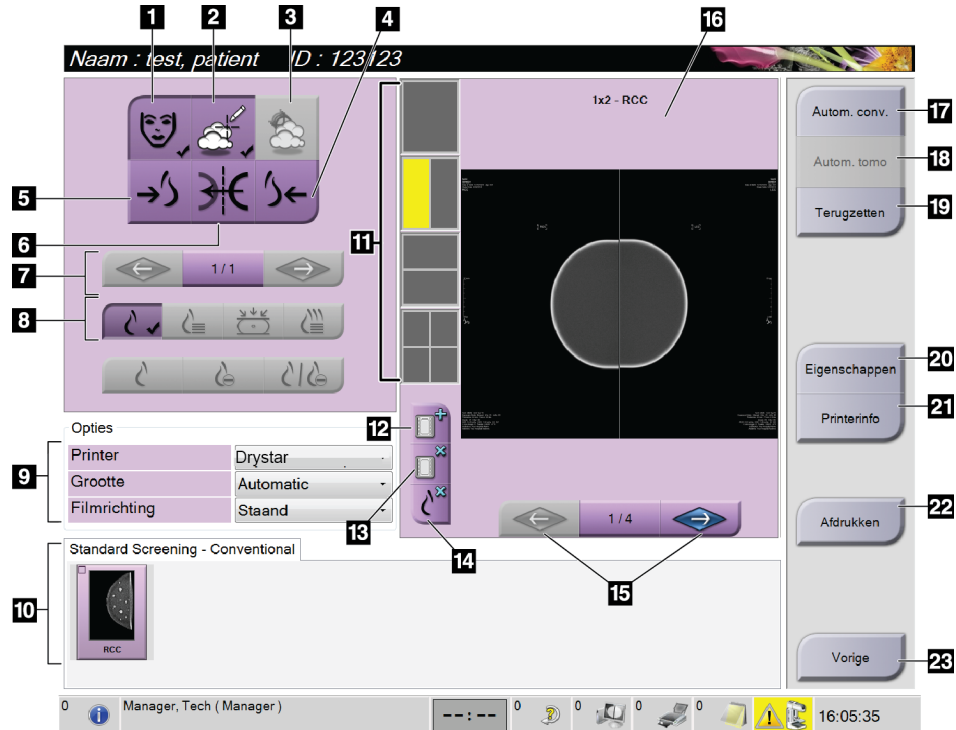 1 2 3 4
16
Naam : test, patient ID : 123123
1x2 - RCC
Autom. conv. 17
Autom. tomo 18
5
Terugzetten 19
6
11
7
1 / 1
8
Eigenschappen 20
Printerinfo 21
Opties
12
9
Printer Drystar
Grootte Automatic
Filmrichting Staand
13
14
1 / 4
15
Afdrukken 22
10
Standard Screening - Conventional
RCC
Vorige 23
0 Manager, Tech ( Manager ) --:-- 0 0 0 0 16:05:35